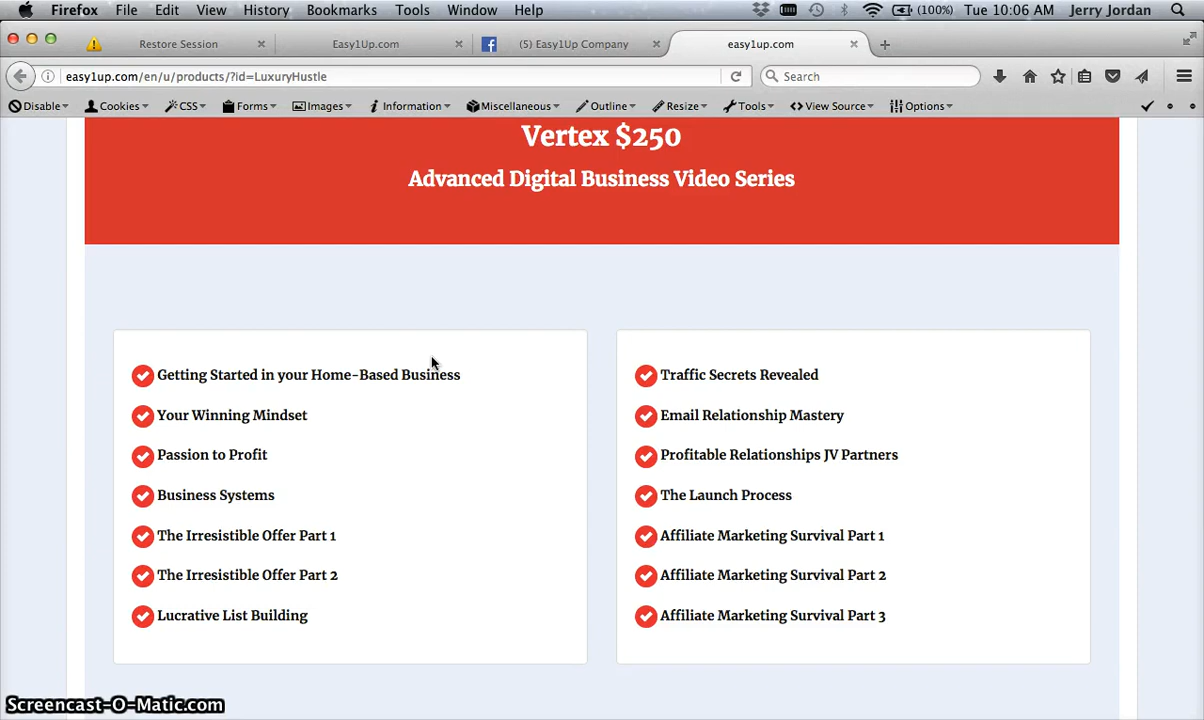 Firefox File Edit View History Bookmarks Tools Window Help (100%) Tue 10:06 AM Jerry Jordan
Restore Session Easy1Up.com (5) Easy1Up Company easy1up.com
easy1up.com/en/u/products/?id=LuxuryHustle Search
Disable Cookies CSS Forms Images Information Miscellaneous Outline Resize Tools View Source Options
Vertex $250
Advanced Digital Business Video Series
Getting Started in your Home-Based Business
Your Winning Mindset
Passion to Profit
Business Systems
The Irresistible Offer Part 1
The Irresistible Offer Part 2
Lucrative List Building
Traffic Secrets Revealed
Email Relationship Mastery
Profitable Relationships JV Partners
The Launch Process
Affiliate Marketing Survival Part 1
Affiliate Marketing Survival Part 2
Affiliate Marketing Survival Part 3
Screencast-O-Matic.com